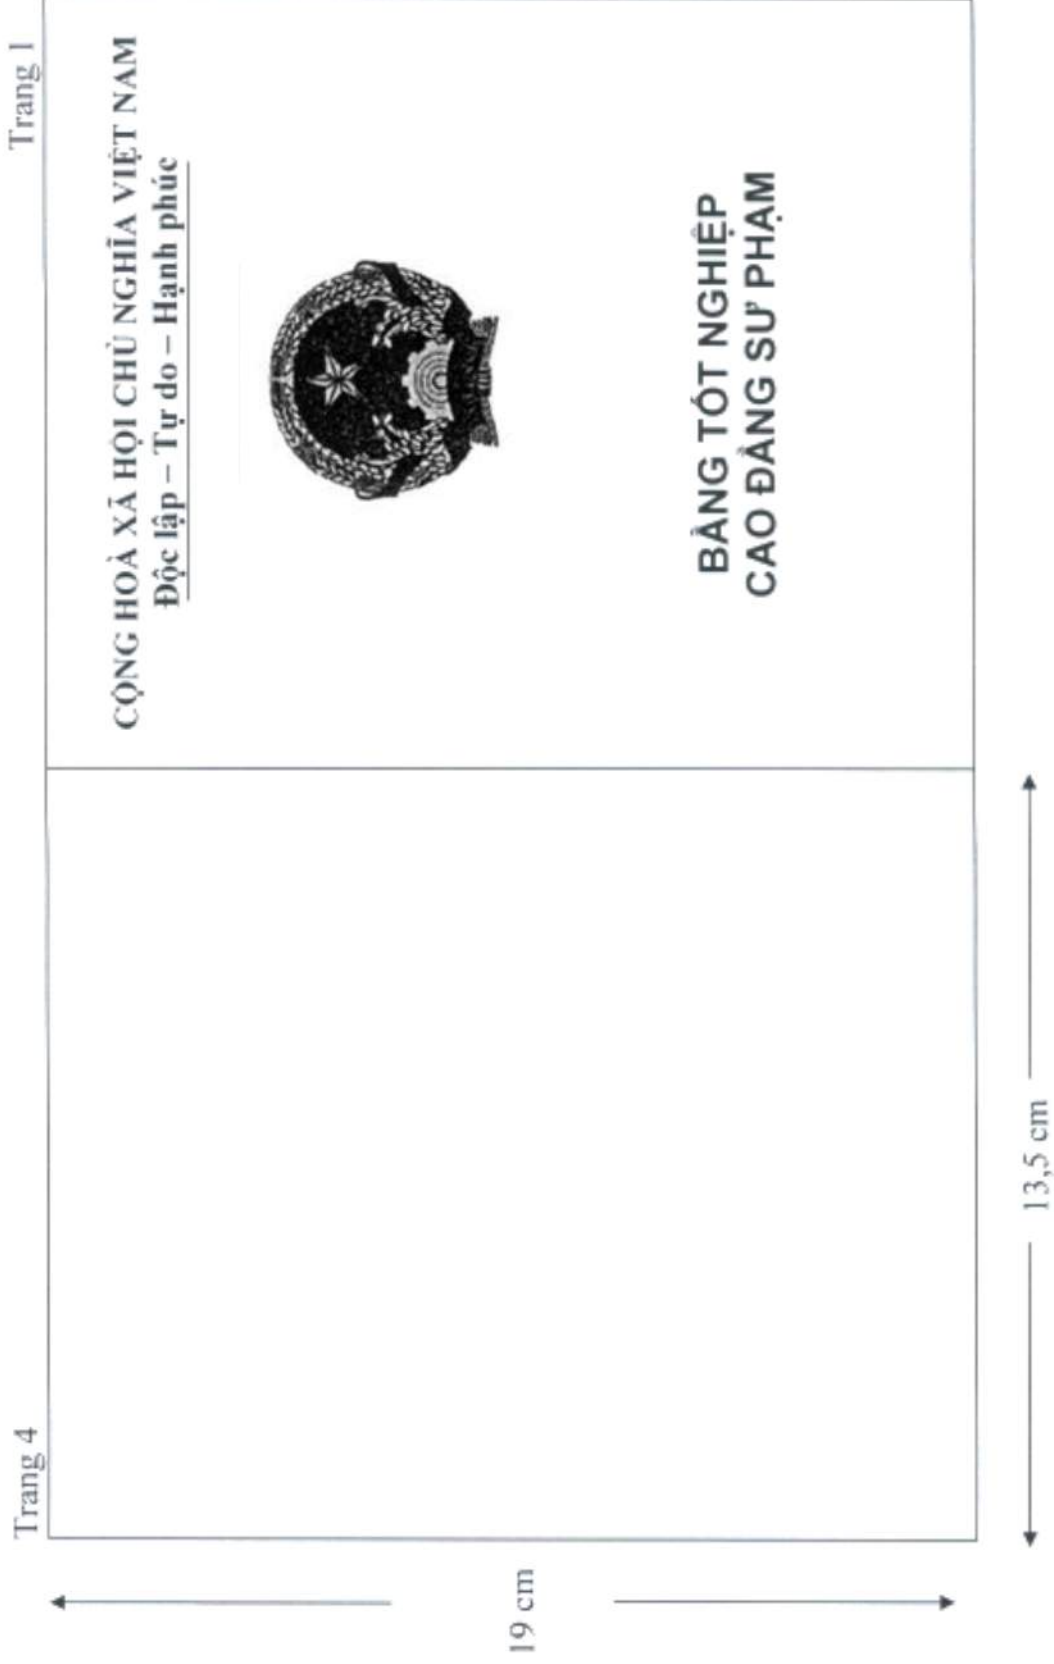 Trang 4
Trang 1
CỘNG HOÀ XÃ HỘI CHỦ NGHĨA VIỆT NAM
Độc lập – Tự do – Hạnh phúc
BẰNG TỐT NGHIỆP
CAO ĐẲNG SƯ PHẠM
19 cm
13,5 cm